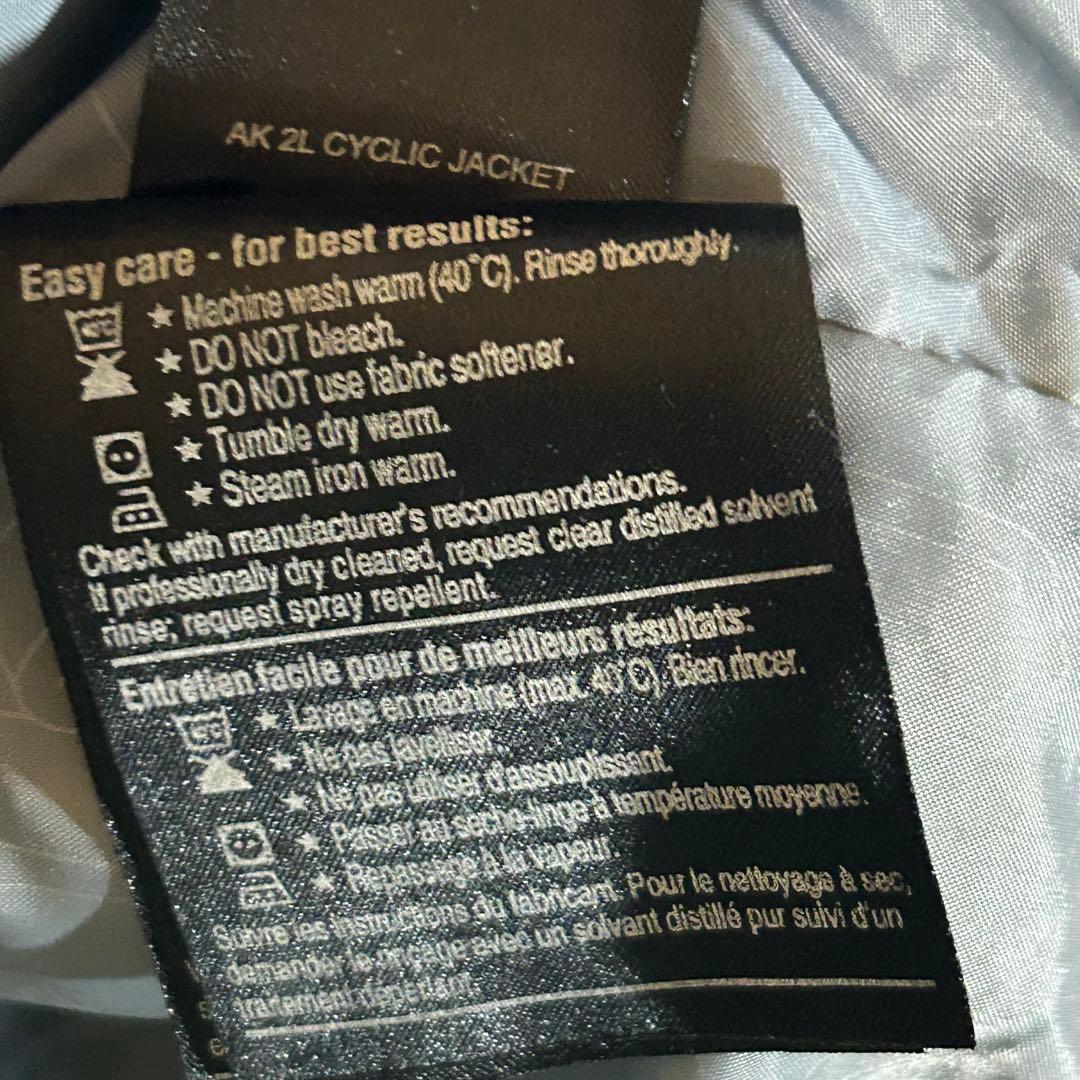 AK 2L CYCLIC JACKET
Easy care - for best results:
★ Machine wash warm (40°C). Rinse thoroughly.
★ DO NOT bleach.
★ DO NOT use fabric softener.
★ Tumble dry warm.
★ Steam iron warm.
Check with manufacturer's recommendations.
If professionally dry cleaned, request clear distilled solvent
rinse; request spray repellent.
Entretien facile pour de meilleurs résultats:
★ Lavage en machine (max. 40°C). Bien rincer.
★ Ne pas javelliser.
★ Ne pas utiliser d'assouplissant.
★ Passer au sèche-linge à température moyenne.
★ Repassage à la vapeur.
Suivre les instructions du fabricant. Pour le nettoyage à sec,
demander le rinçage avec un solvant distillé pur suivi d'un
traitement